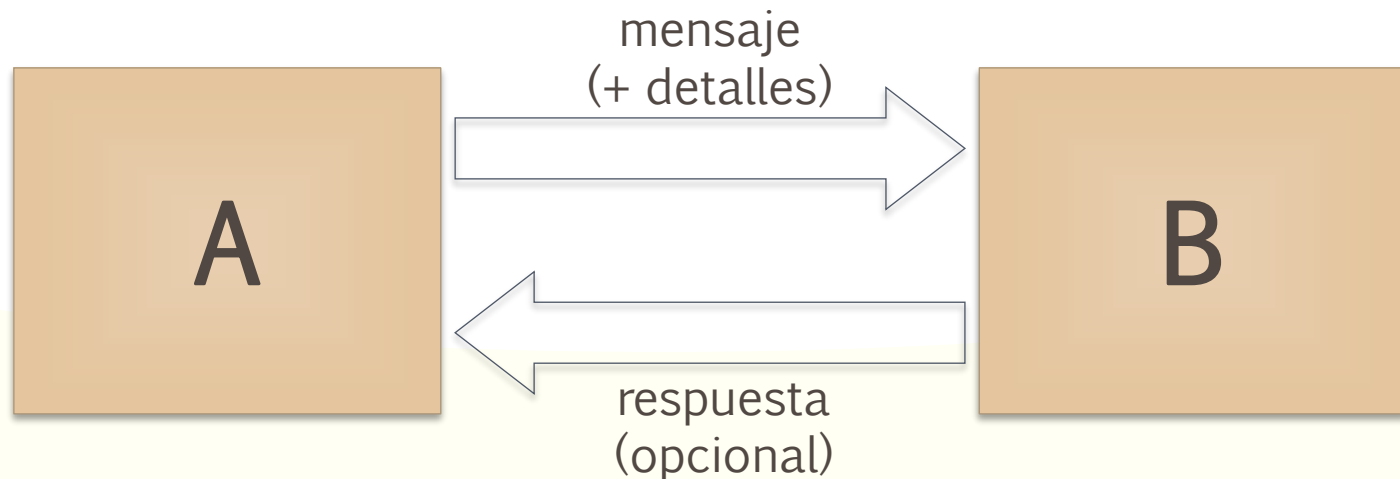 mensaje
(+ detalles)
A
B
respuesta
(opcional)